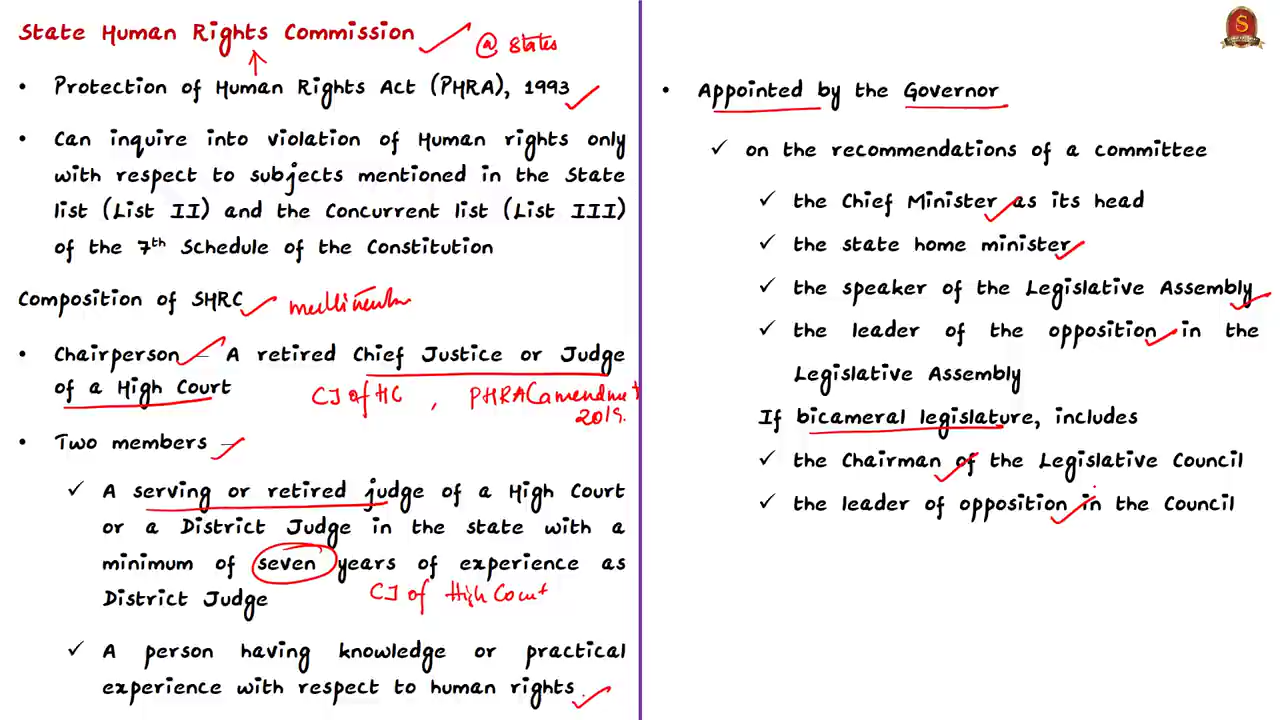 State Human Rights Commission
@ States
• Protection of Human Rights Act (PHRA), 1993
• Can inquire into violation of Human rights only
with respect to subjects mentioned in the State
list (List II) and the Concurrent list (List III)
of the 7th Schedule of the Constitution
Composition of SHRC
• Chairperson – A retired Chief Justice or Judge
of a High Court
CJ of HC , PHRA (amendment
2019.
• Two members –
✓ A serving or retired judge of a High Court
or a District Judge in the state with a
minimum of seven years of experience as
District Judge
CJ of High Court
✓ A person having knowledge or practical
experience with respect to human rights.
S
• Appointed by the Governor
✓ on the recommendations of a committee
✓ the Chief Minister as its head
✓ the state home minister
✓ the speaker of the Legislative Assembly
✓ the leader of the opposition in the
Legislative Assembly
If bicameral legislature, includes
✓ the Chairman of the Legislative Council
✓ the leader of opposition in the Council